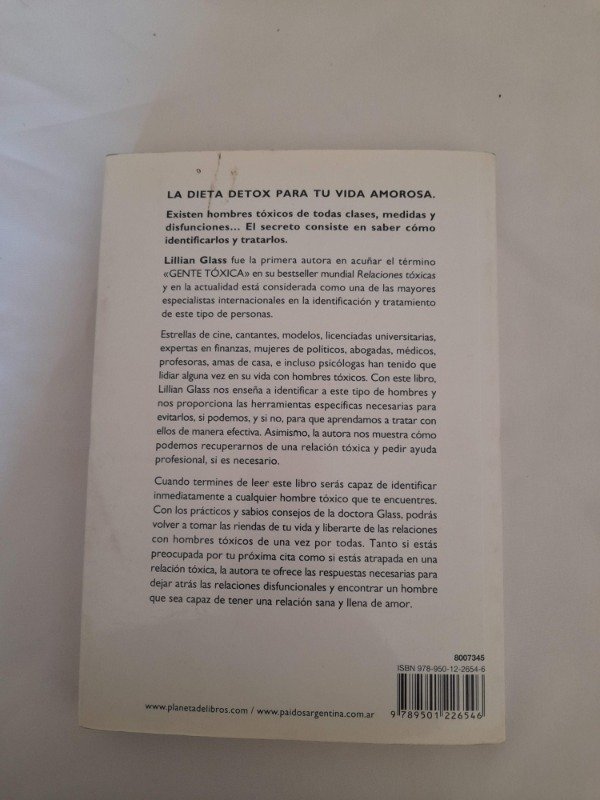 LA DIETA DETOX PARA TU VIDA AMOROSA.
Existen hombres tóxicos de todas clases, medidas y
disfunciones... El secreto consiste en saber cómo
identificarlos y tratarlos.
Lillian Glass fue la primera autora en acuñar el término
«GENTE TÓXICA» en su bestseller mundial Relaciones tóxicas
y en la actualidad está considerada como una de las mayores
especialistas internacionales en la identificación y tratamiento
de este tipo de personas.
Estrellas de cine, cantantes, modelos, licenciadas universitarias,
expertas en finanzas, mujeres de políticos, abogadas, médicos,
profesoras, amas de casa, e incluso psicólogas han tenido que
lidiar alguna vez en su vida con hombres tóxicos. Con este libro,
Lillian Glass nos enseña a identificar a este tipo de hombres y
nos proporciona las herramientas específicas necesarias para
evitarlos, si podemos, y si no, para que aprendamos a tratar con
ellos de manera efectiva. Asimismo, la autora nos muestra cómo
podemos recuperarnos de una relación tóxica y pedir ayuda
profesional, si es necesario.
Cuando termines de leer este libro serás capaz de identificar
inmediatamente a cualquier hombre tóxico que te encuentres.
Con los prácticos y sabios consejos de la doctora Glass, podrás
volver a tomar las riendas de tu vida y liberarte de las relaciones
con hombres tóxicos de una vez por todas. Tanto si estás
preocupada por tu próxima cita como si estás atrapada en una
relación tóxica, la autora te ofrece las respuestas necesarias para
dejar atrás las relaciones disfuncionales y encontrar un hombre
que sea capaz de tener una relación sana y llena de amor.
8007345
ISBN 978-950-12-2654-6
9 789501 226546
www.planetadelibros.com / www.paidosargentina.com.ar